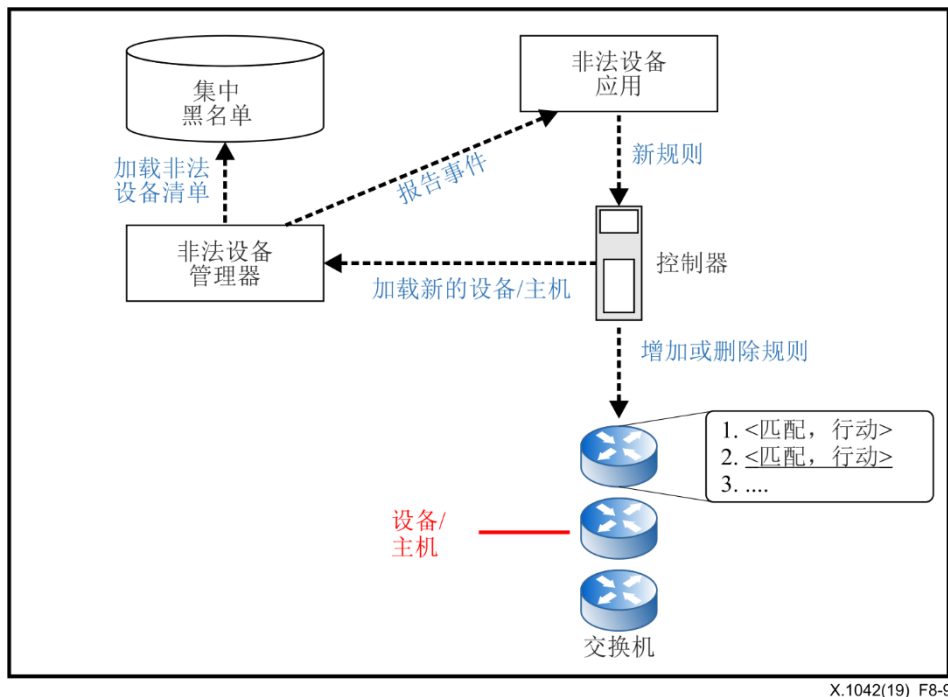 集中
黑名单
非法设备
应用
加载非法
设备清单
报告事件
新规则
非法设备
管理器
控制器
加载新的设备/主机
增加或删除规则
1. <匹配，行动>
2. <匹配，行动>
3. ....
设备/
主机
交换机
X.1042(19)_F8-9